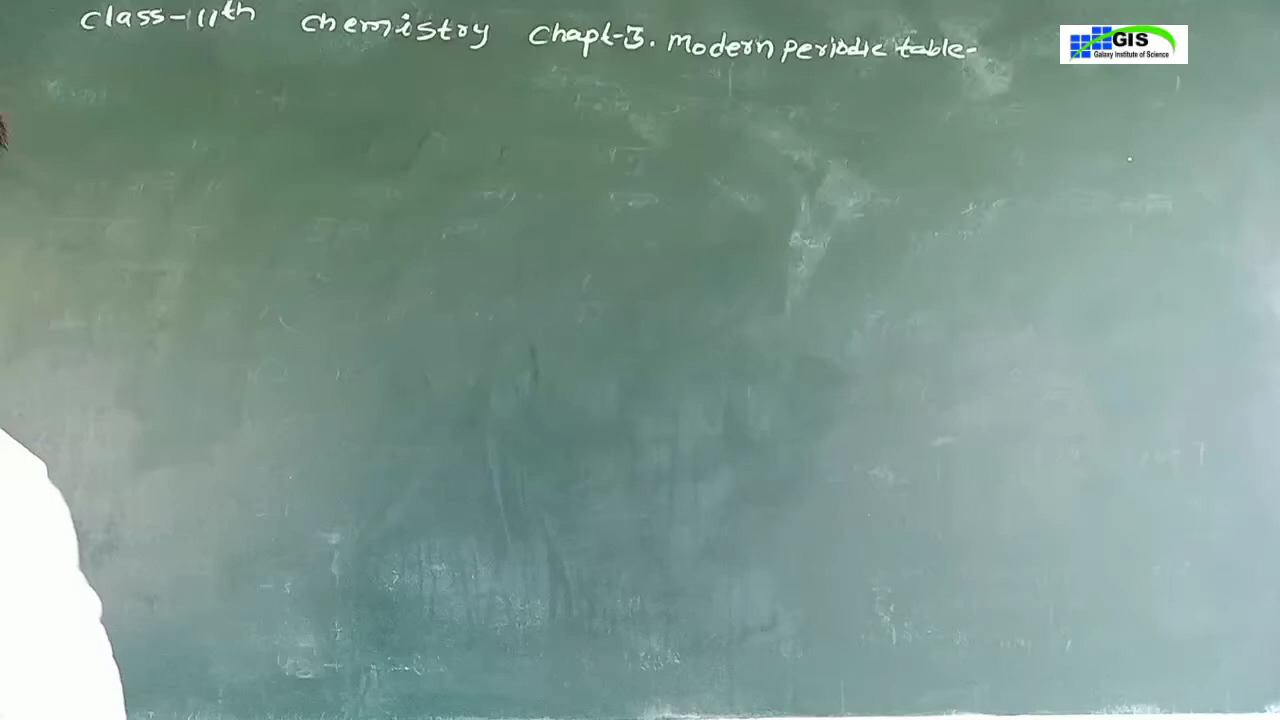 Class-11th Chemistry Chapt-3. Modern periodic table-
GIS
Galaxy Institute of Science